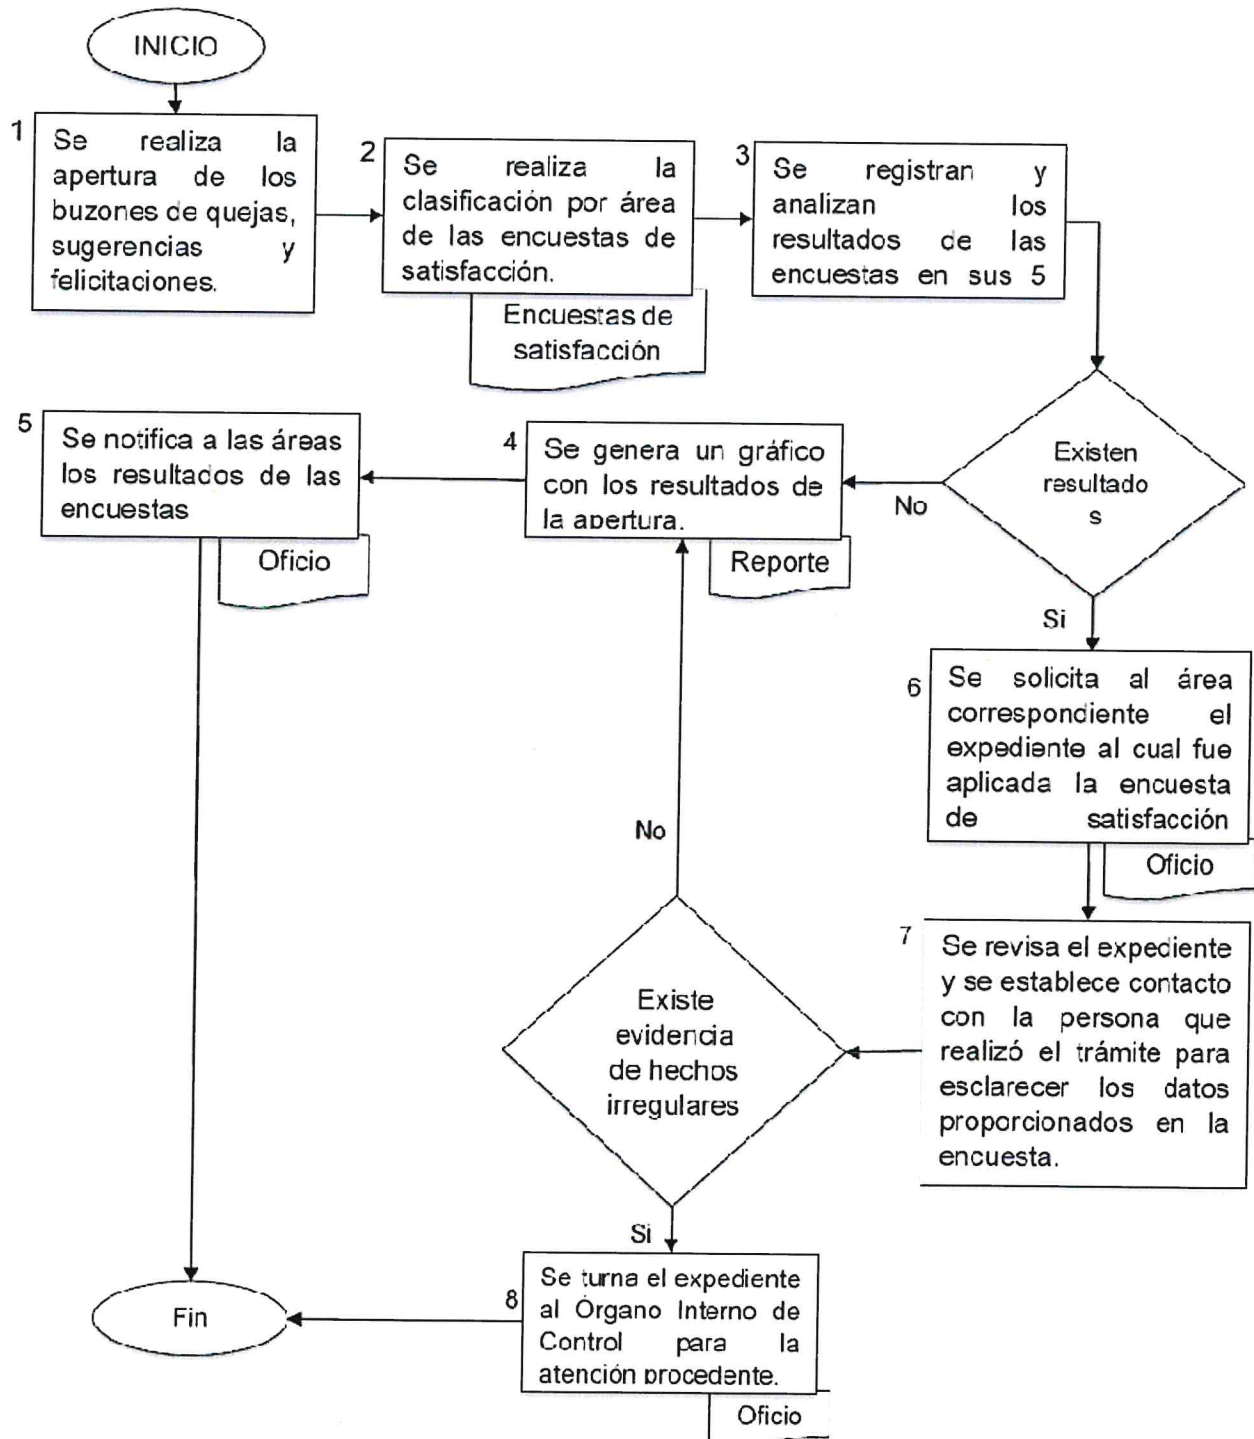 INICIO
1
Se realiza la
apertura de los
buzones de quejas,
sugerencias y
felicitaciones.
2
Se realiza la
clasificación por área
de las encuestas de
satisfacción.
Encuestas de
satisfacción
3
Se registran y
analizan los
resultados de las
encuestas en sus 5
Existen
resultado
s
No
Si
4
Se genera un gráfico
con los resultados de
la apertura.
Reporte
5
Se notifica a las áreas
los resultados de las
encuestas
Oficio
6
Se solicita al área
correspondiente el
expediente al cual fue
aplicada la encuesta
de satisfacción
Oficio
7
Se revisa el expediente
y se establece contacto
con la persona que
realizó el trámite para
esclarecer los datos
proporcionados en la
encuesta.
Existe
evidencia
de hechos
irregulares
No
Si
8
Se turna el expediente
al Órgano Interno de
Control para la
atención procedente.
Oficio
Fin